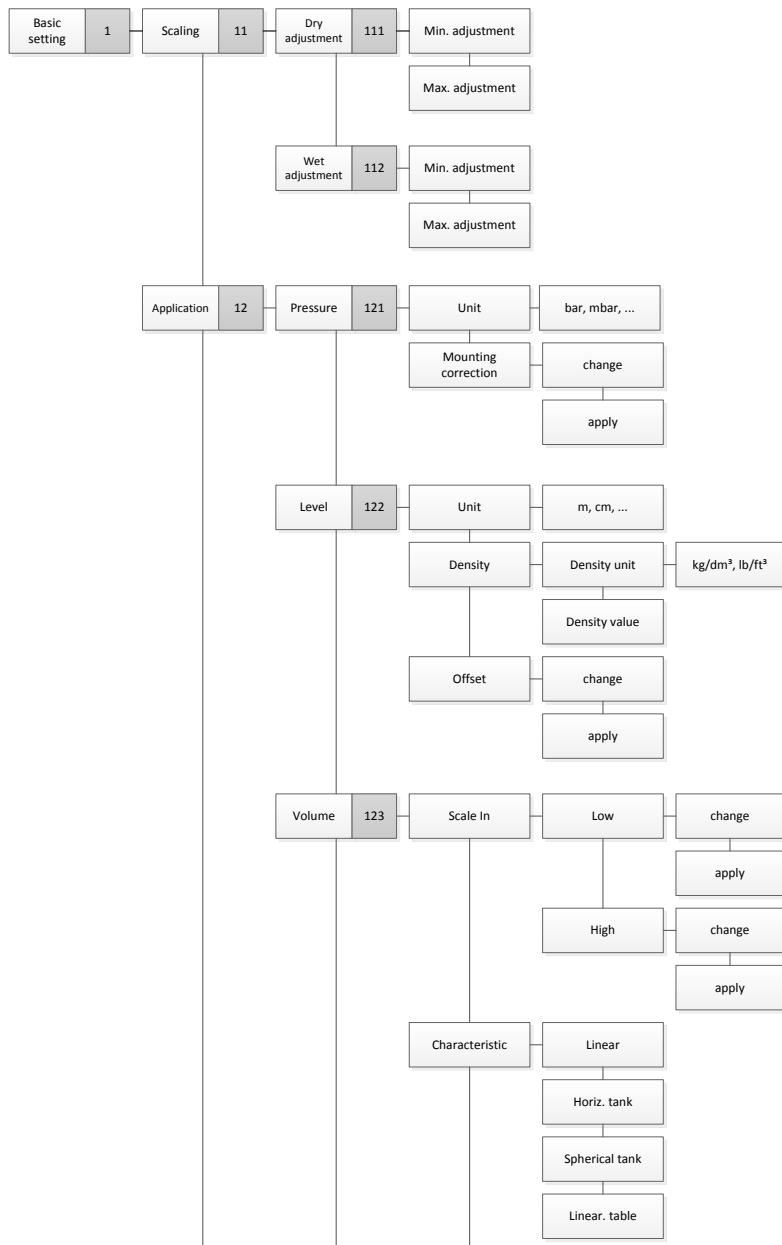 Basic
setting
1
Scaling
11
Dry
adjustment
111
Min. adjustment
Max. adjustment
Wet
adjustment
112
Min. adjustment
Max. adjustment
Application
12
Pressure
121
Unit
bar, mbar, ...
Mounting
correction
change
apply
Level
122
Unit
m, cm, ...
Density
Density unit
kg/dm³, lb/ft³
Density value
Offset
change
apply
Volume
123
Scale In
Low
change
apply
High
change
apply
Characteristic
Linear
Horiz. tank
Spherical tank
Linear. table